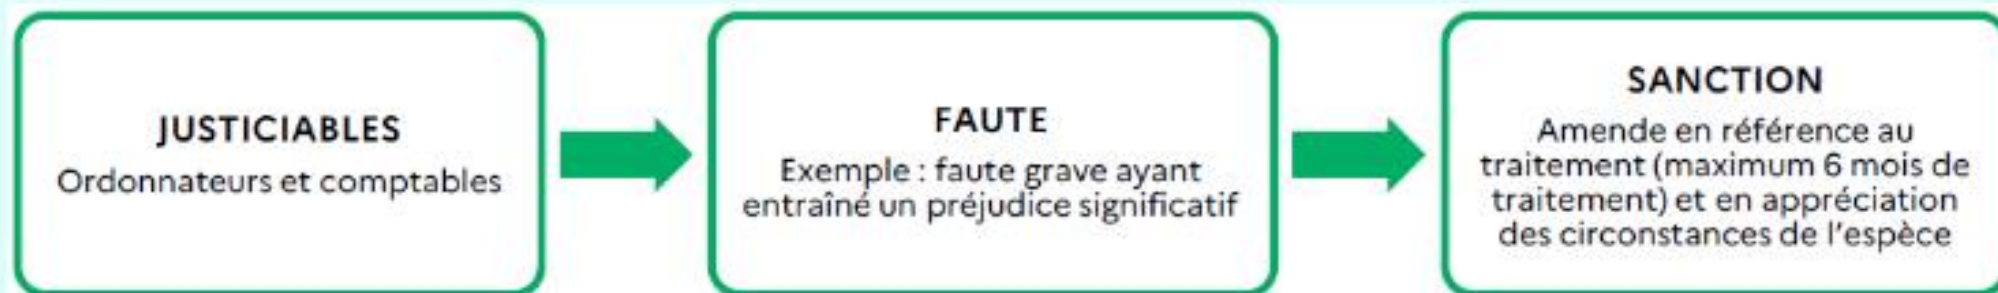 JUSTICIABLES
Ordonnateurs et comptables
FAUTE
Exemple : faute grave ayant
entraîné un préjudice significatif
SANCTION
Amende en référence au
traitement (maximum 6 mois de
traitement) et en appréciation
des circonstances de l'espèce